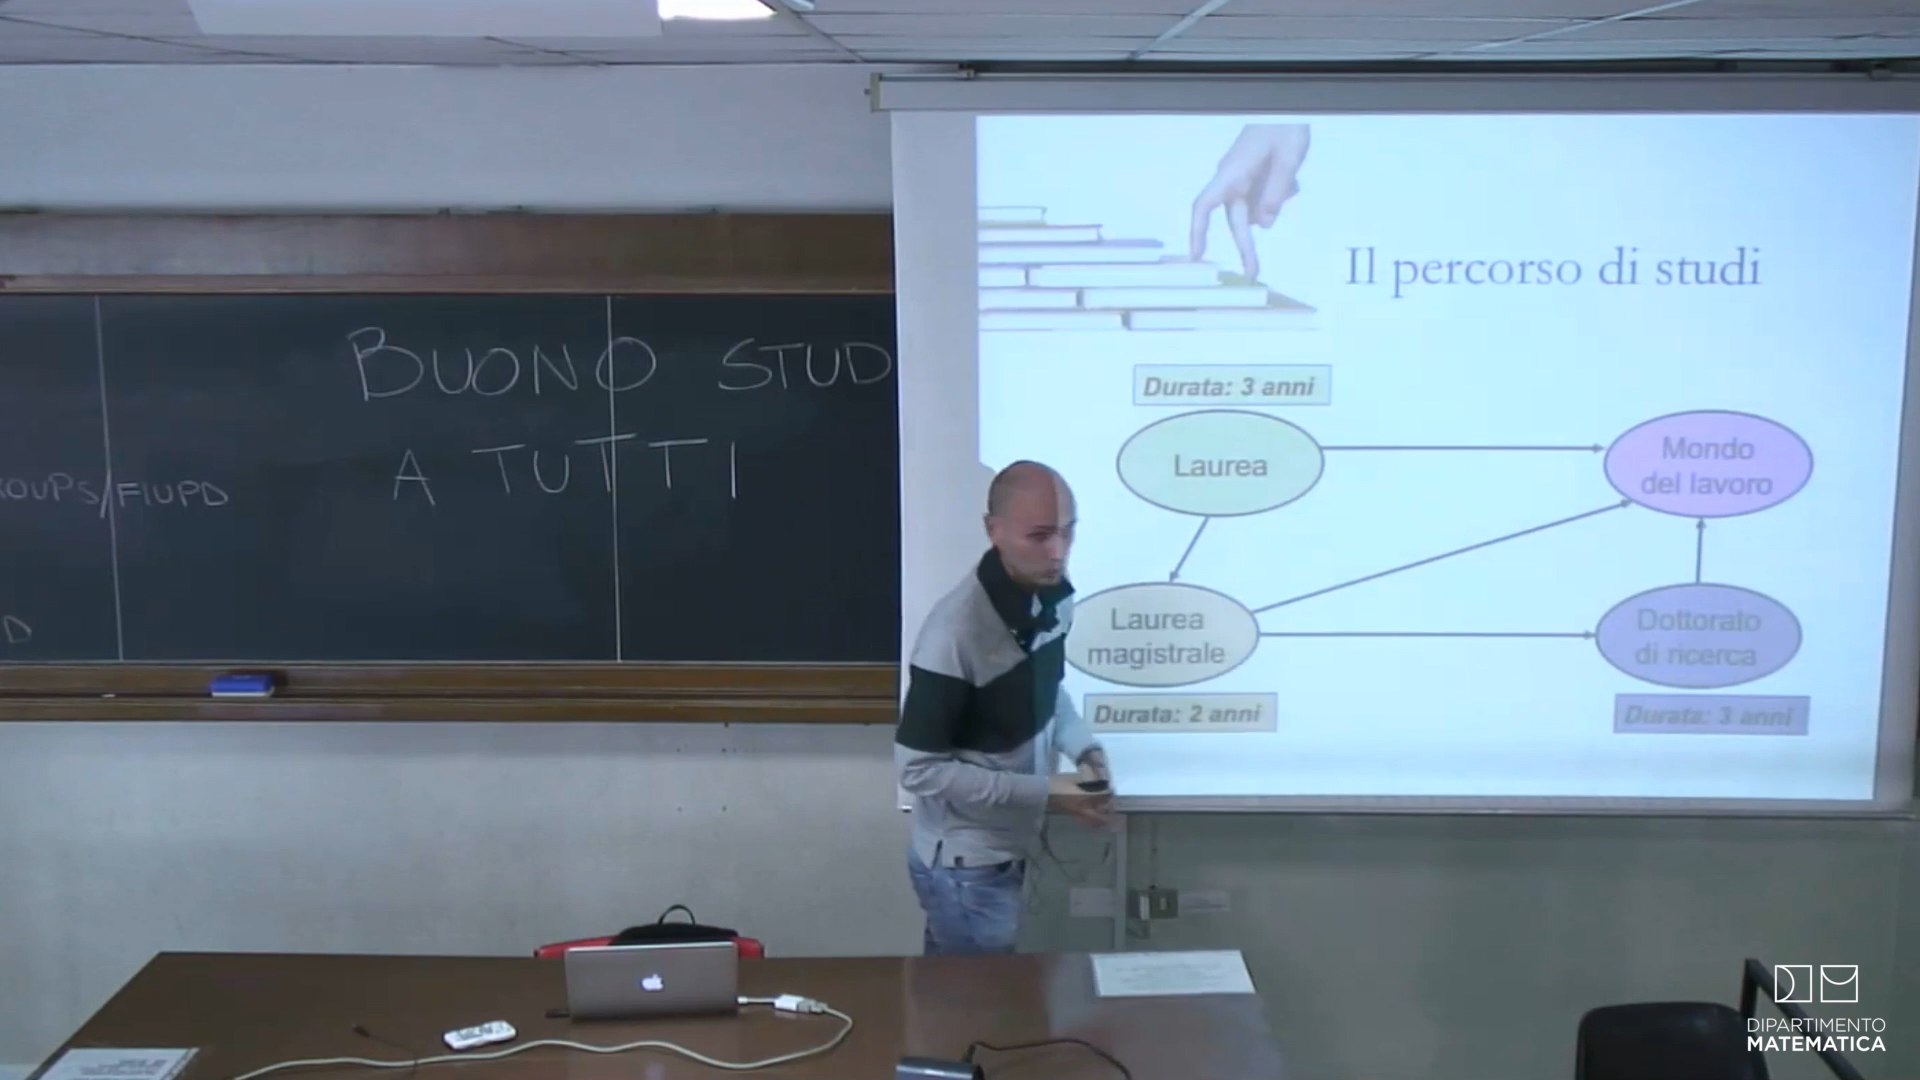 BUONO STUD
A TUTTI
OUPS/FIUPD
D
Il percorso di studi
Durata: 3 anni
Laurea
Mondo
del lavoro
Laurea
magistrale
Dottorato
di ricerca
Durata: 2 anni
Durata: 3 anni
DIPARTIMENTO
MATEMATICA